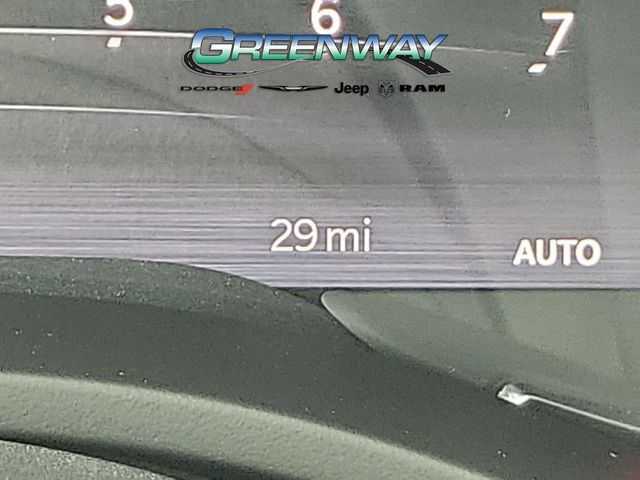 5 6 7
GREENWAY
DODGE Jeep RAM
29 mi
AUTO